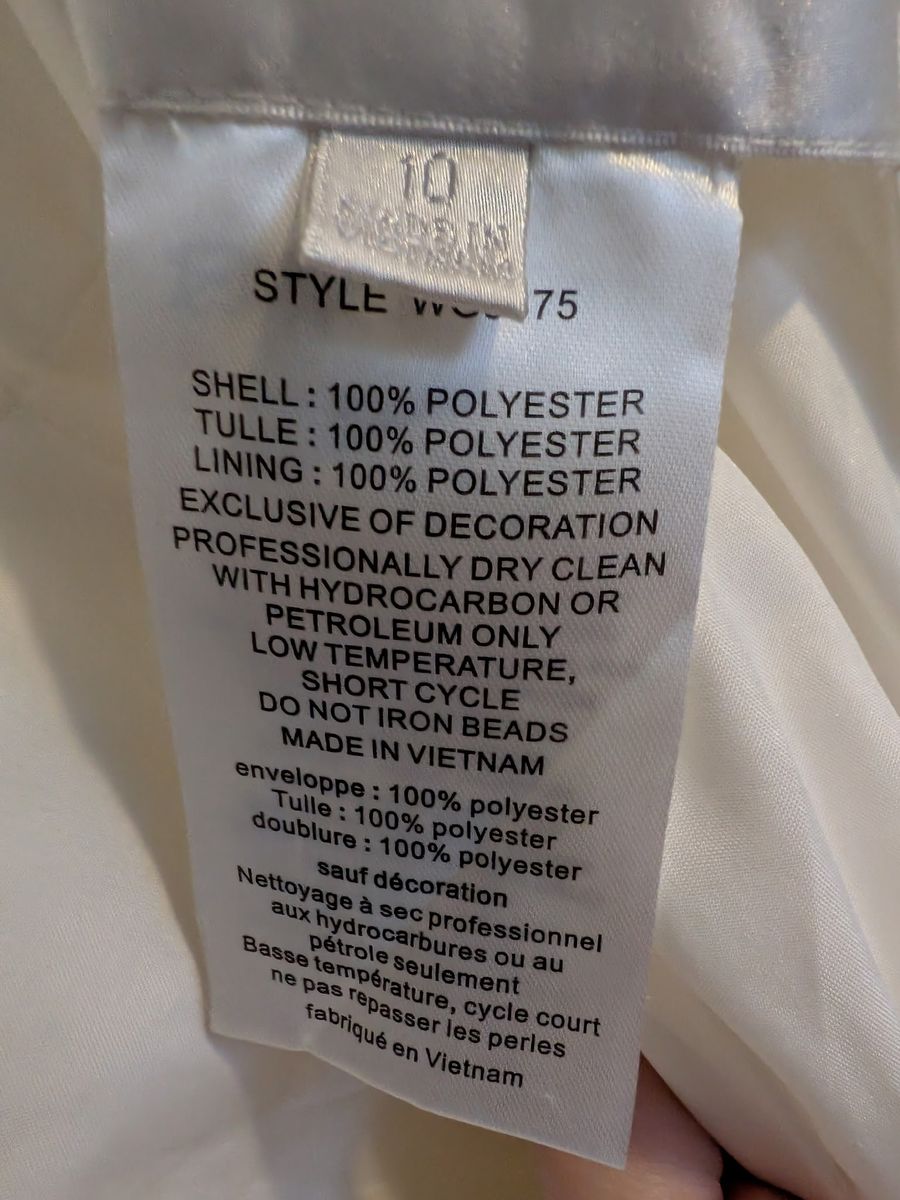 10
MADE IN
STYLE 75
SHELL : 100% POLYESTER
TULLE : 100% POLYESTER
LINING : 100% POLYESTER
EXCLUSIVE OF DECORATION
PROFESSIONALLY DRY CLEAN
WITH HYDROCARBON OR
PETROLEUM ONLY
LOW TEMPERATURE,
SHORT CYCLE
DO NOT IRON BEADS
MADE IN VIETNAM
enveloppe : 100% polyester
Tulle : 100% polyester
doublure : 100% polyester
sauf décoration
Nettoyage à sec professionnel
aux hydrocarbures ou au
pétrole seulement
Basse température, cycle court
ne pas repasser les perles
fabriqué en Vietnam